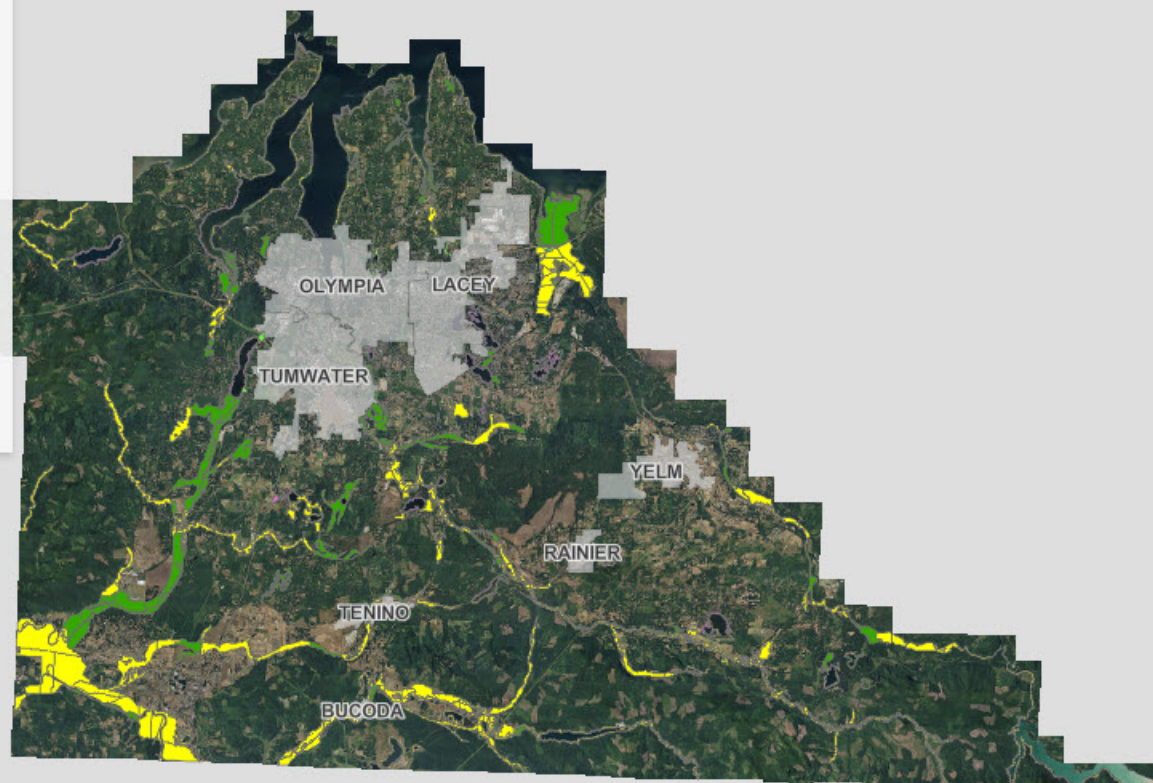 OLYMPIA
LACEY
TUMWATER
YELM
RAINIER
TENINO
BUCODA